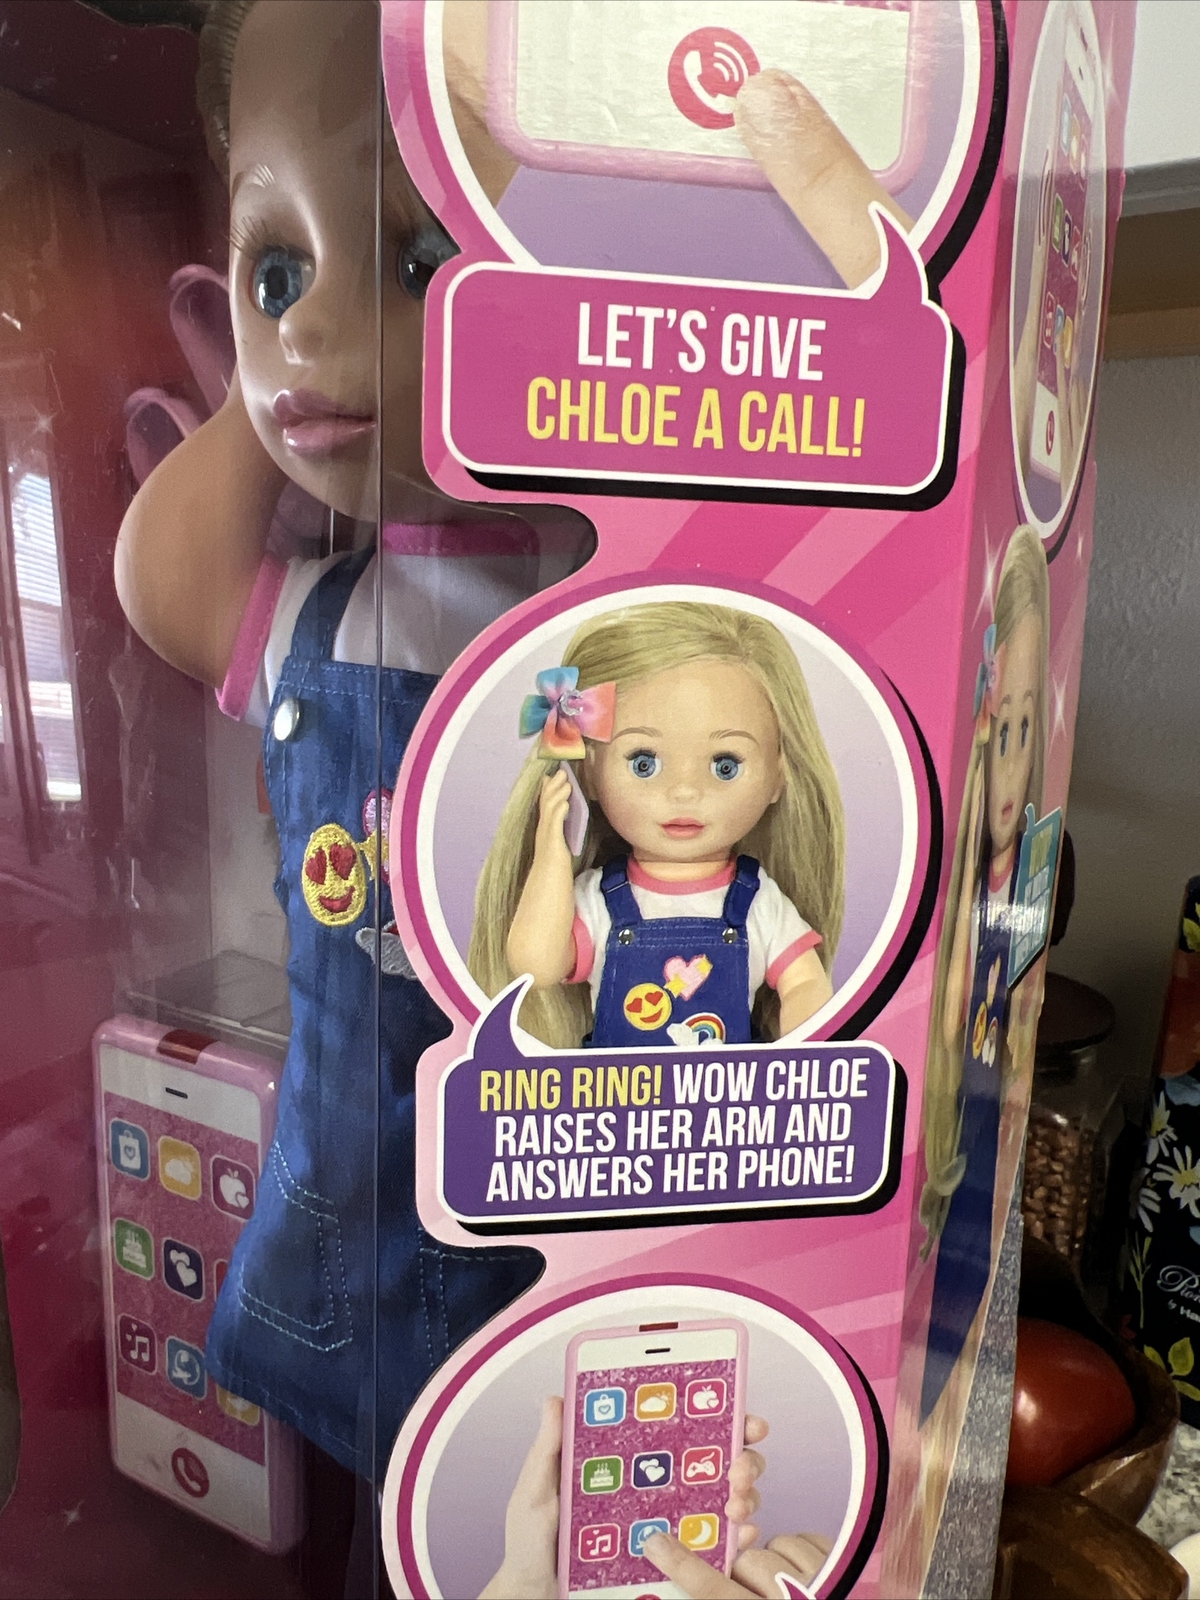 LET'S GIVE
CHLOE A CALL!
RING RING! WOW CHLOE
RAISES HER ARM AND
ANSWERS HER PHONE!